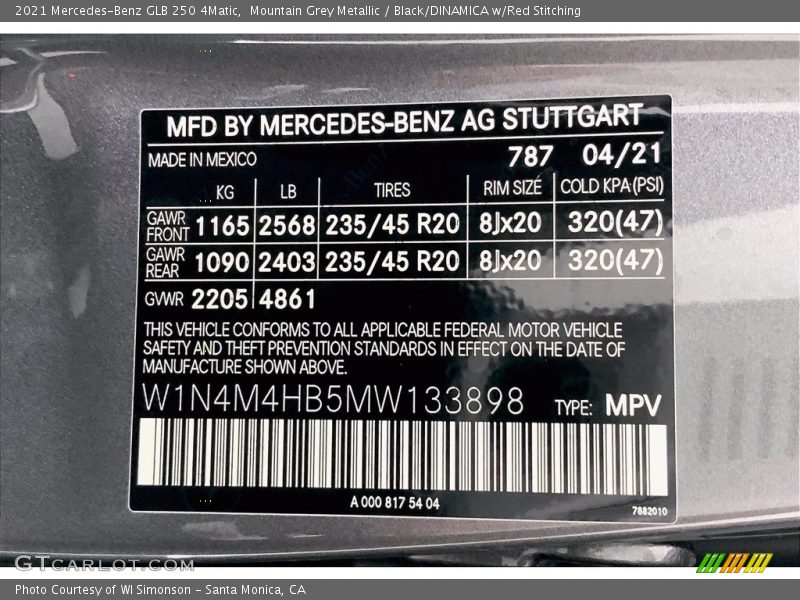 2021 Mercedes-Benz GLB 250 4Matic,  Mountain Grey Metallic / Black/DINAMICA w/Red Stitching
MFD BY MERCEDES-BENZ AG STUTTGART
MADE IN MEXICO 787 04/21
KG LB TIRES RIM SIZE COLD KPA(PSI)
GAWR FRONT 1165 2568 235/45 R20 8Jx20 320(47)
GAWR REAR 1090 2403 235/45 R20 8Jx20 320(47)
GVWR 2205 4861
THIS VEHICLE CONFORMS TO ALL APPLICABLE FEDERAL MOTOR VEHICLE
SAFETY AND THEFT PREVENTION STANDARDS IN EFFECT ON THE DATE OF
MANUFACTURE SHOWN ABOVE.
W1N4M4HB5MW133898 TYPE: MPV
A 000 817 54 04
7882010
GTCARLOT.COM
Photo Courtesy of WI Simonson - Santa Monica, CA